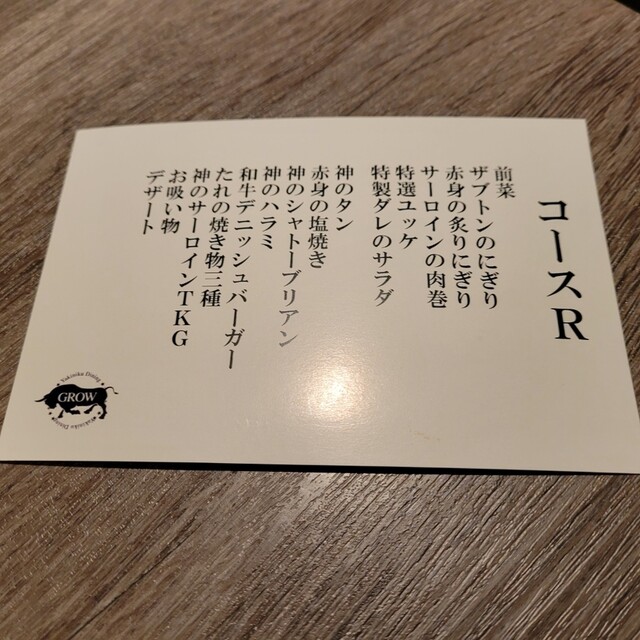 コースR
前菜
ザブトンのにぎり
赤身の炙りにぎり
サーロインの肉巻
特選ユッケ
特製ダレのサラダ
神のタン
赤身の塩焼き
神のシャトーブリアン
神のハラミ
和牛デニッシュバーガー
たれの焼き物三種
神のサーロインTKG
お吸い物
デザート
GROW
Yakiniku Dining
Yakiniku Dining